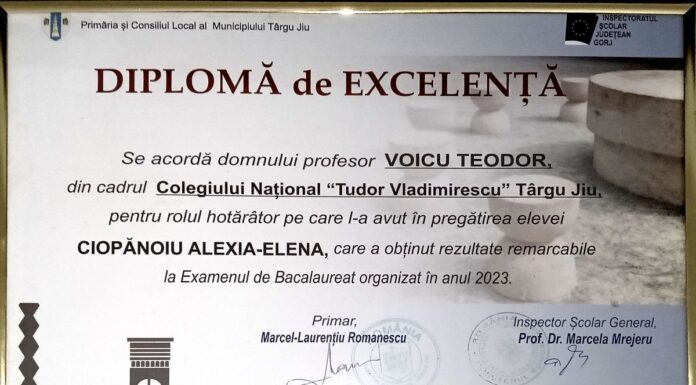 Primăria și Consiliul Local al Municipiului Târgu Jiu
INSPECTORATUL
ȘCOLAR
JUDEȚEAN
GORJ
DIPLOMĂ de EXCELENȚĂ
Se acordă domnului profesor VOICU TEODOR,
din cadrul Colegiului Național “Tudor Vladimirescu” Târgu Jiu,
pentru rolul hotărâtor pe care l-a avut în pregătirea elevei
CIOPĂNOIU ALEXIA-ELENA, care a obținut rezultate remarcabile
la Examenul de Bacalaureat organizat în anul 2023.
Primar,
Marcel-Laurențiu Romanescu
ROMÂNIA
Inspector Școlar General,
Prof. Dr. Marcela Mrejeru